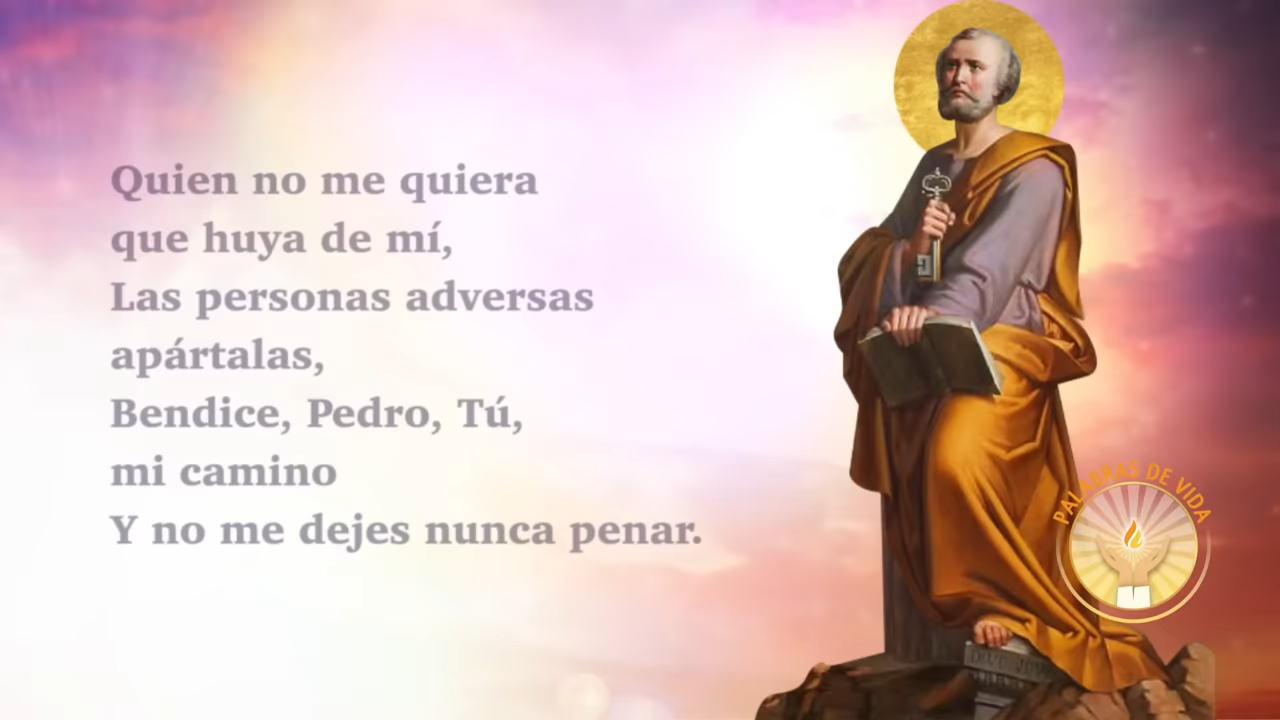 Quien no me quiera
que huya de mí,
Las personas adversas
apártalas,
Bendice, Pedro, Tú,
mi camino
Y no me dejes nunca penar.
PALABRAS DE VIDA